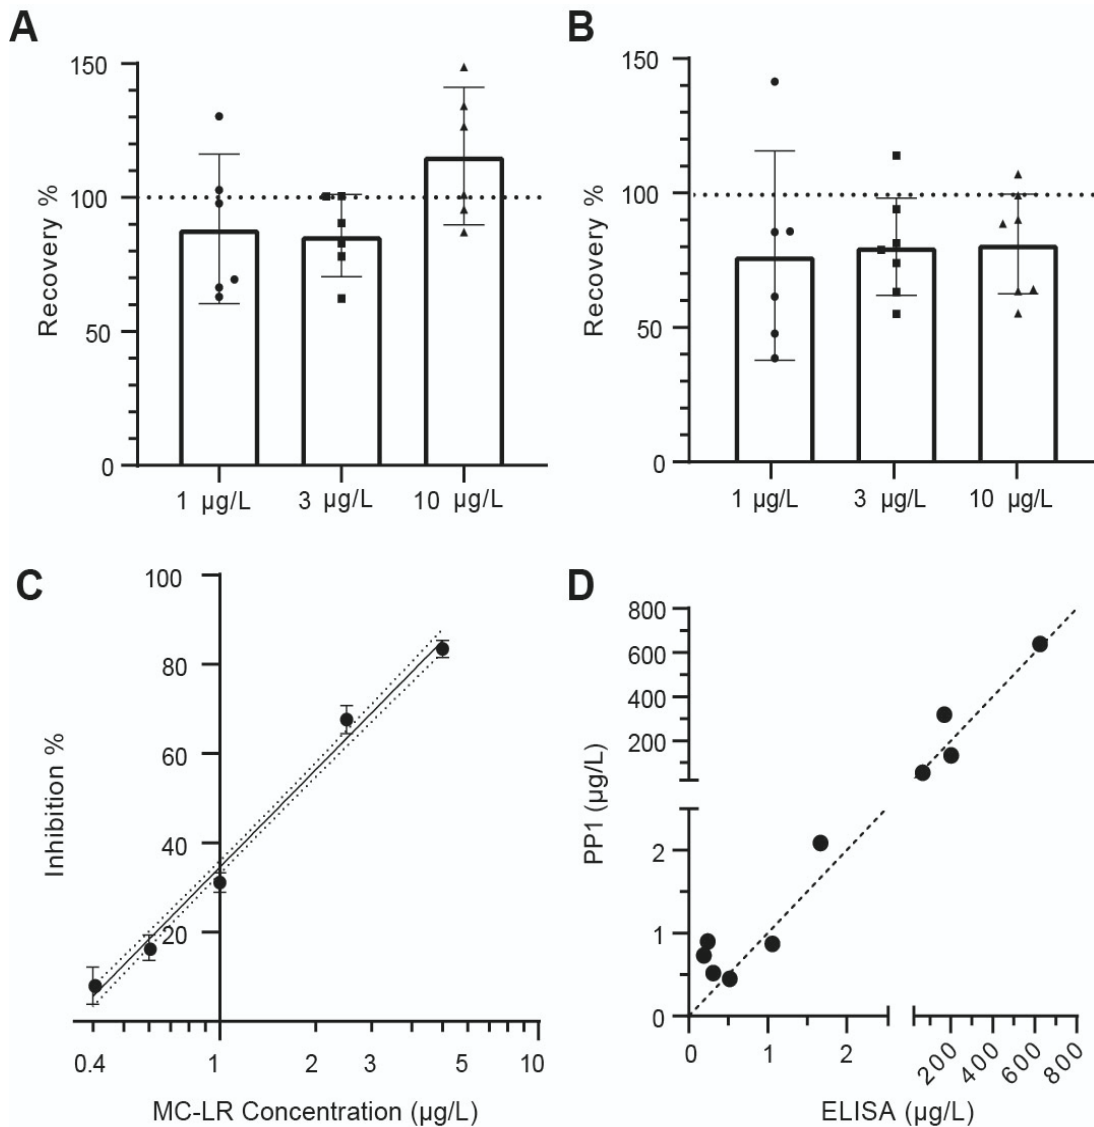 A
150
100
50
0
Recovery %
1 µg/L
3 µg/L
10 µg/L
B
150
100
50
0
Recovery %
1 µg/L
3 µg/L
10 µg/L
C
100
80
60
40
20
Inhibition %
0.4
1
2
3
5
10
MC-LR Concentration (µg/L)
D
800
600
400
200
2
1
0
PP1 (µg/L)
0
1
2
200
400
600
800
ELISA (µg/L)